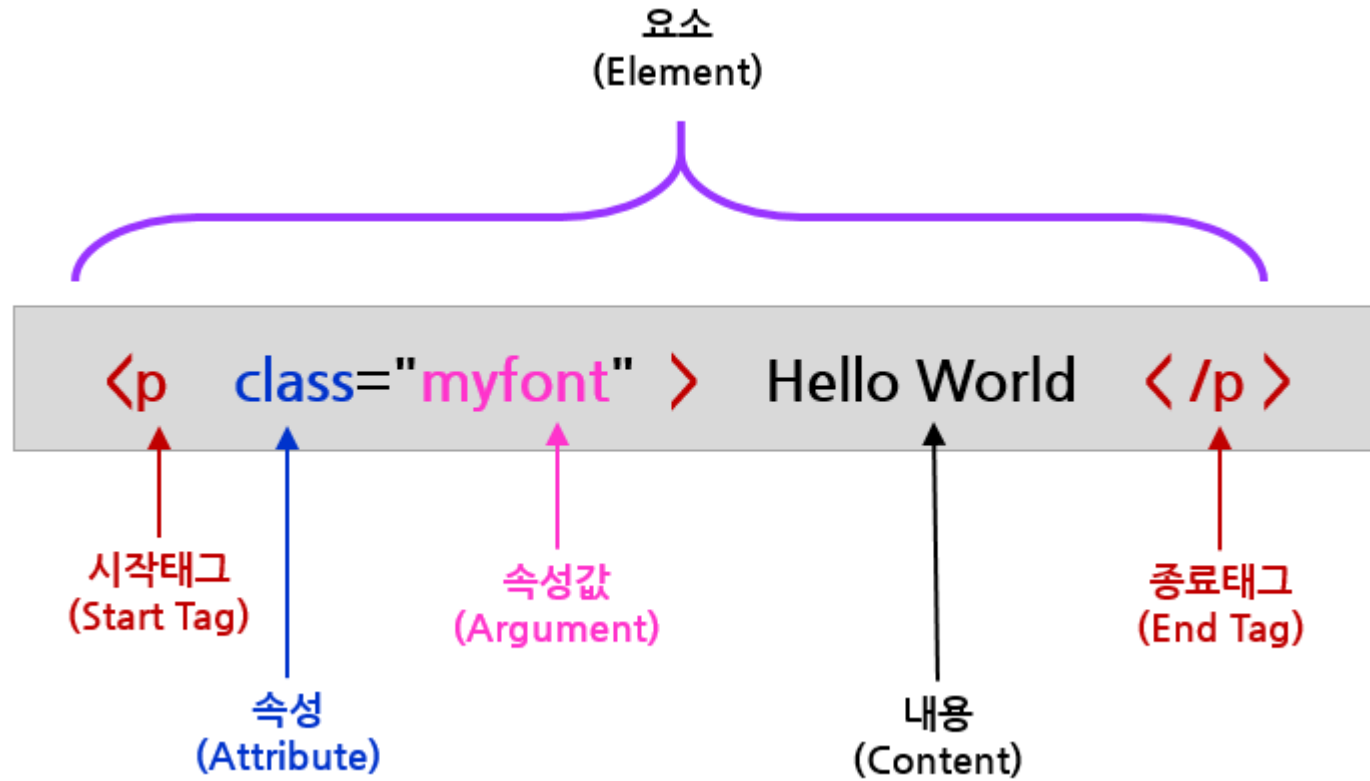 요소
(Element)
<p class="myfont" > Hello World < /p >
시작태그
(Start Tag)
속성값
(Argument)
종료태그
(End Tag)
속성
(Attribute)
내용
(Content)